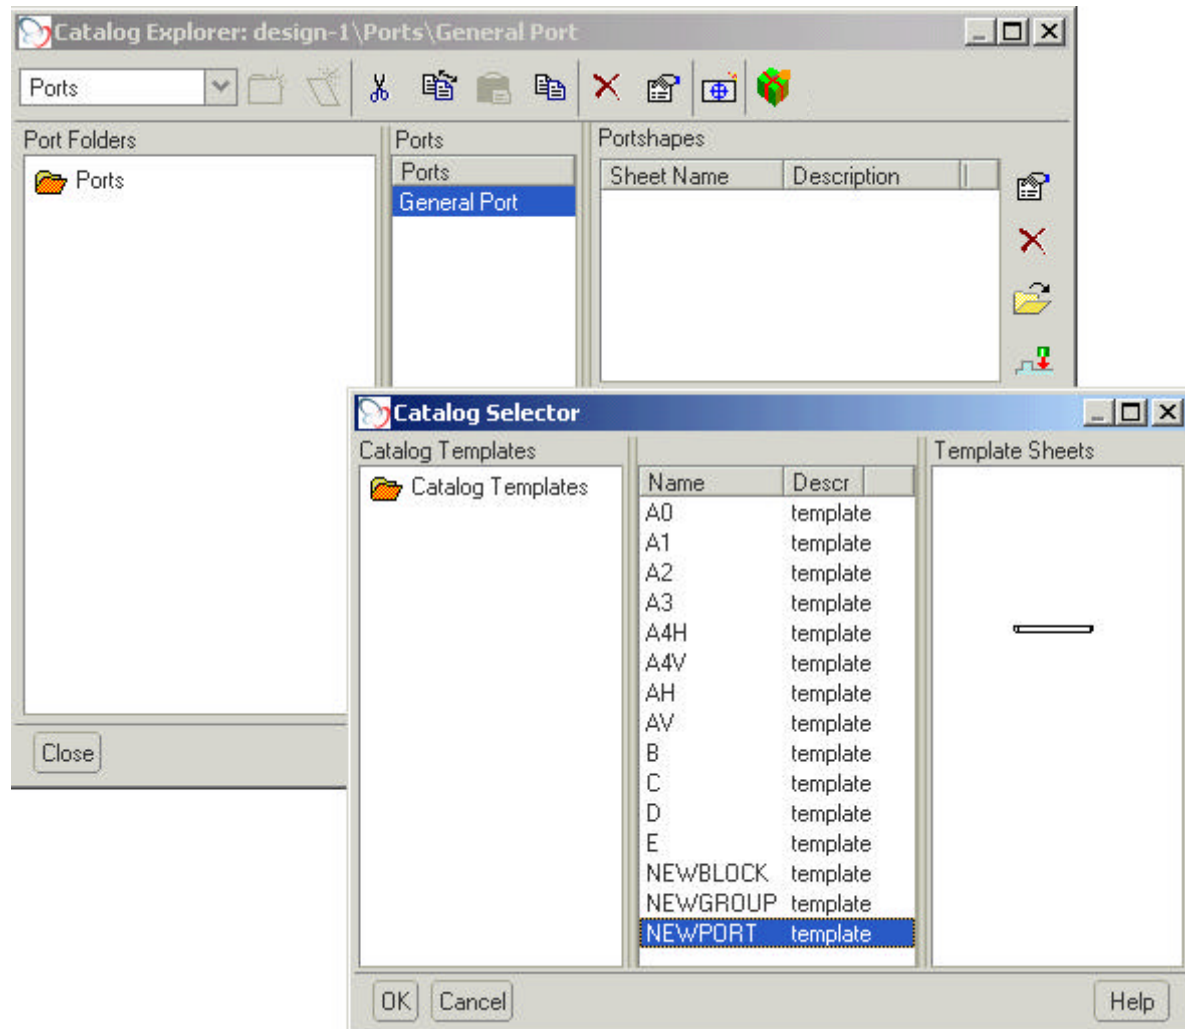 Catalog Explorer: design-1\Ports\General Port
Ports
Port Folders
Ports
Ports
Ports
General Port
Portshapes
Sheet Name Description
Catalog Selector
Catalog Templates
Catalog Templates
Name Descr
A0 template
A1 template
A2 template
A3 template
A4H template
A4V template
AH template
AV template
B template
C template
D template
E template
NEWBLOCK template
NEWGROUP template
NEWPORT template
Template Sheets
Close
OK Cancel Help